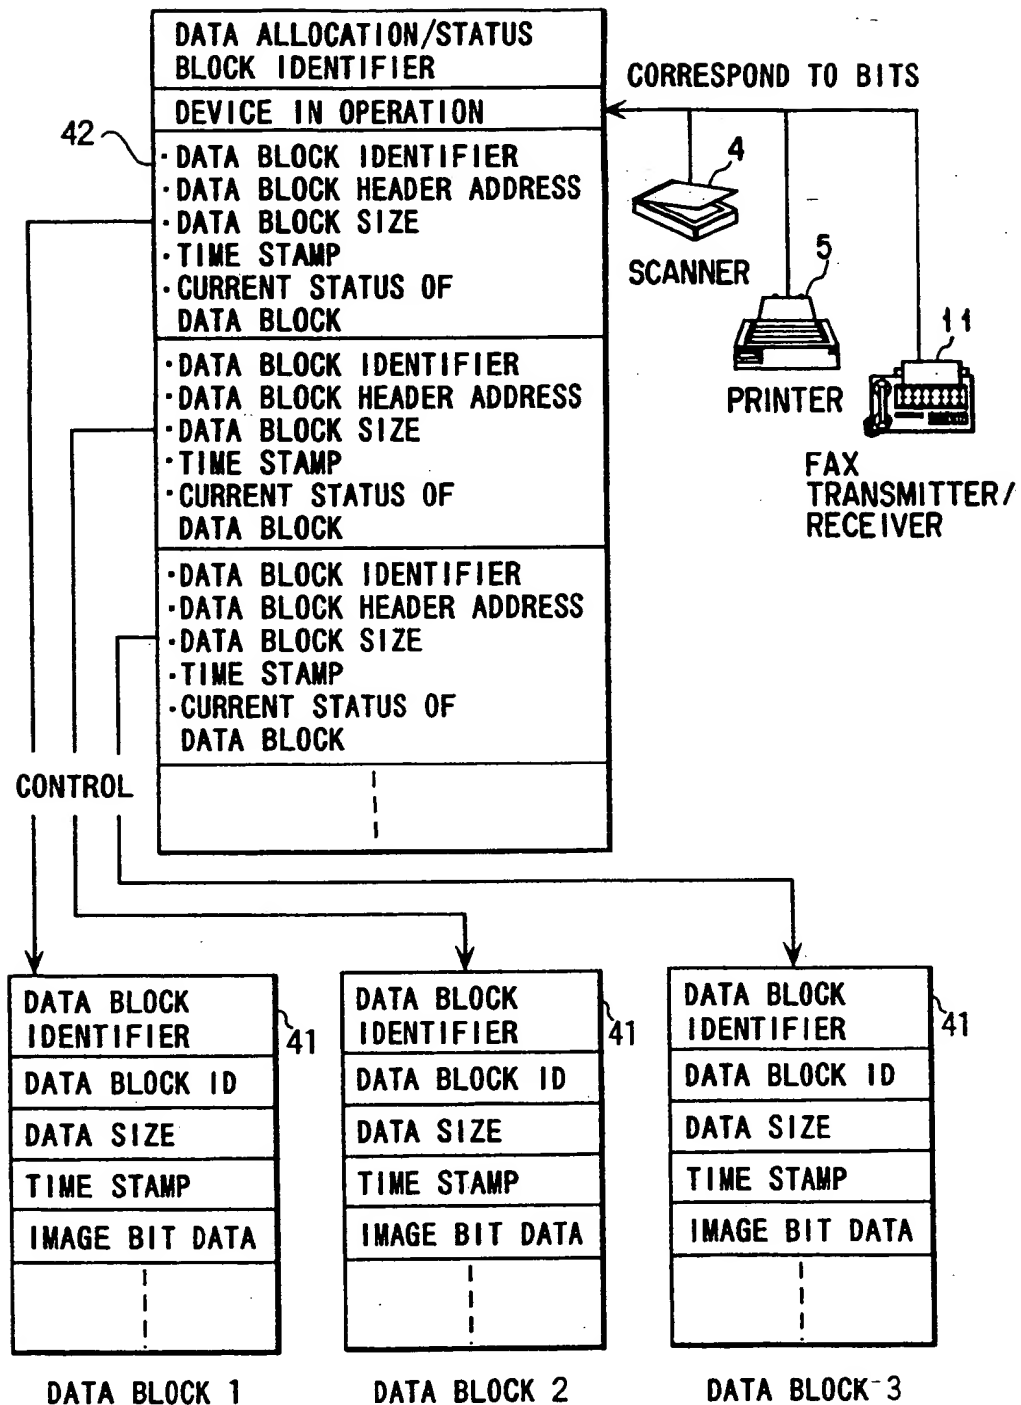 DATA ALLOCATION/STATUS
BLOCK IDENTIFIER
DEVICE IN OPERATION
CORRESPOND TO BITS
42
·DATA BLOCK IDENTIFIER
·DATA BLOCK HEADER ADDRESS
·DATA BLOCK SIZE
·TIME STAMP
·CURRENT STATUS OF
DATA BLOCK
4
SCANNER
5
PRINTER
11
FAX
TRANSMITTER/
RECEIVER
·DATA BLOCK IDENTIFIER
·DATA BLOCK HEADER ADDRESS
·DATA BLOCK SIZE
·TIME STAMP
·CURRENT STATUS OF
DATA BLOCK
·DATA BLOCK IDENTIFIER
·DATA BLOCK HEADER ADDRESS
·DATA BLOCK SIZE
·TIME STAMP
·CURRENT STATUS OF
DATA BLOCK
CONTROL
DATA BLOCK
IDENTIFIER
41
DATA BLOCK ID
DATA SIZE
TIME STAMP
IMAGE BIT DATA
DATA BLOCK 1
DATA BLOCK
IDENTIFIER
41
DATA BLOCK ID
DATA SIZE
TIME STAMP
IMAGE BIT DATA
DATA BLOCK 2
DATA BLOCK
IDENTIFIER
41
DATA BLOCK ID
DATA SIZE
TIME STAMP
IMAGE BIT DATA
DATA BLOCK 3